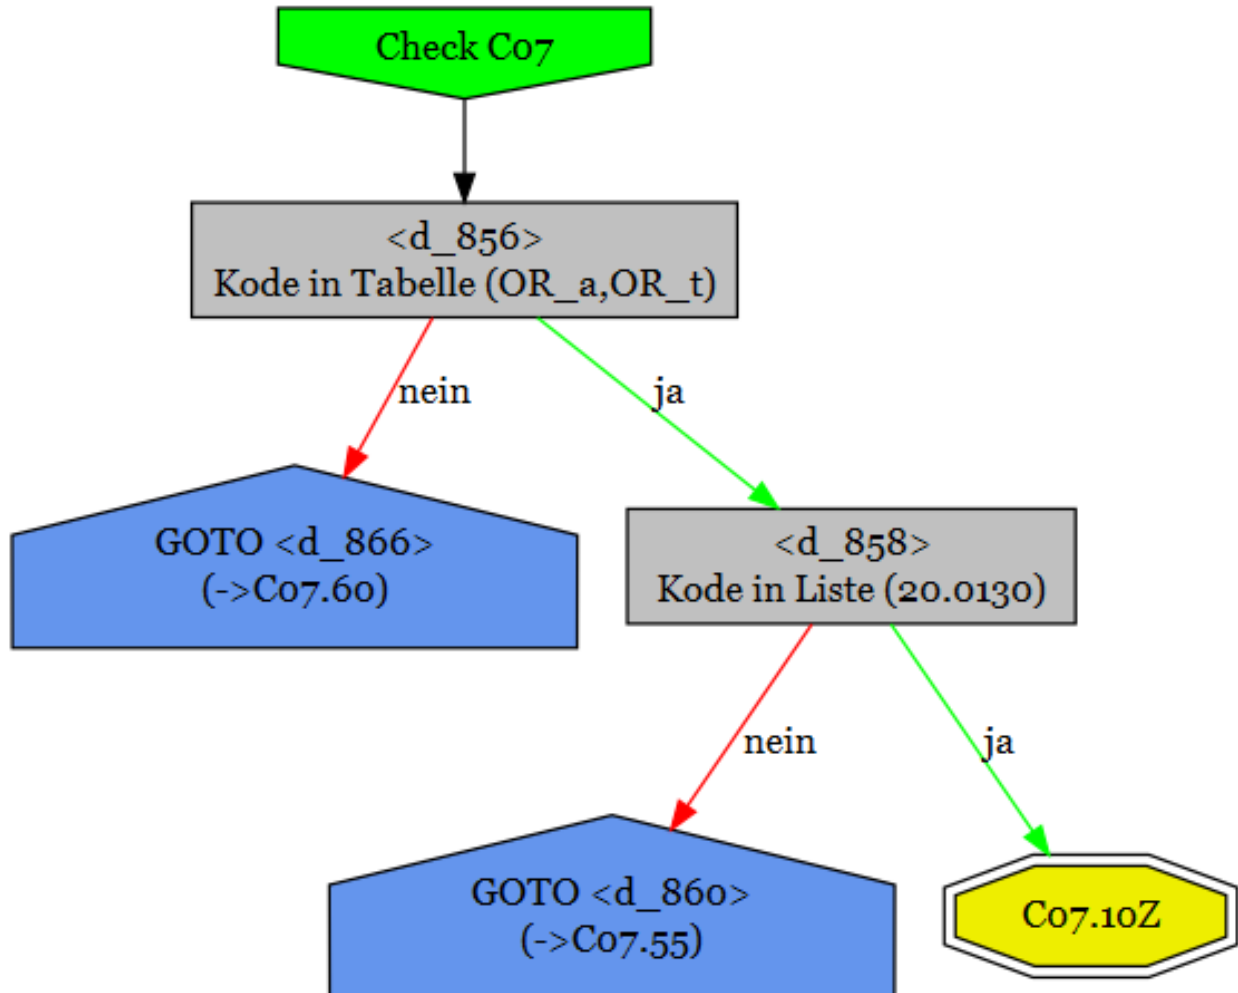 Check C07
<d_856>
Kode in Tabelle (OR_a,OR_t)
nein
ja
GOTO <d_866>
(->C07.60)
<d_858>
Kode in Liste (20.0130)
nein
ja
GOTO <d_860>
(->C07.55)
C07.10Z